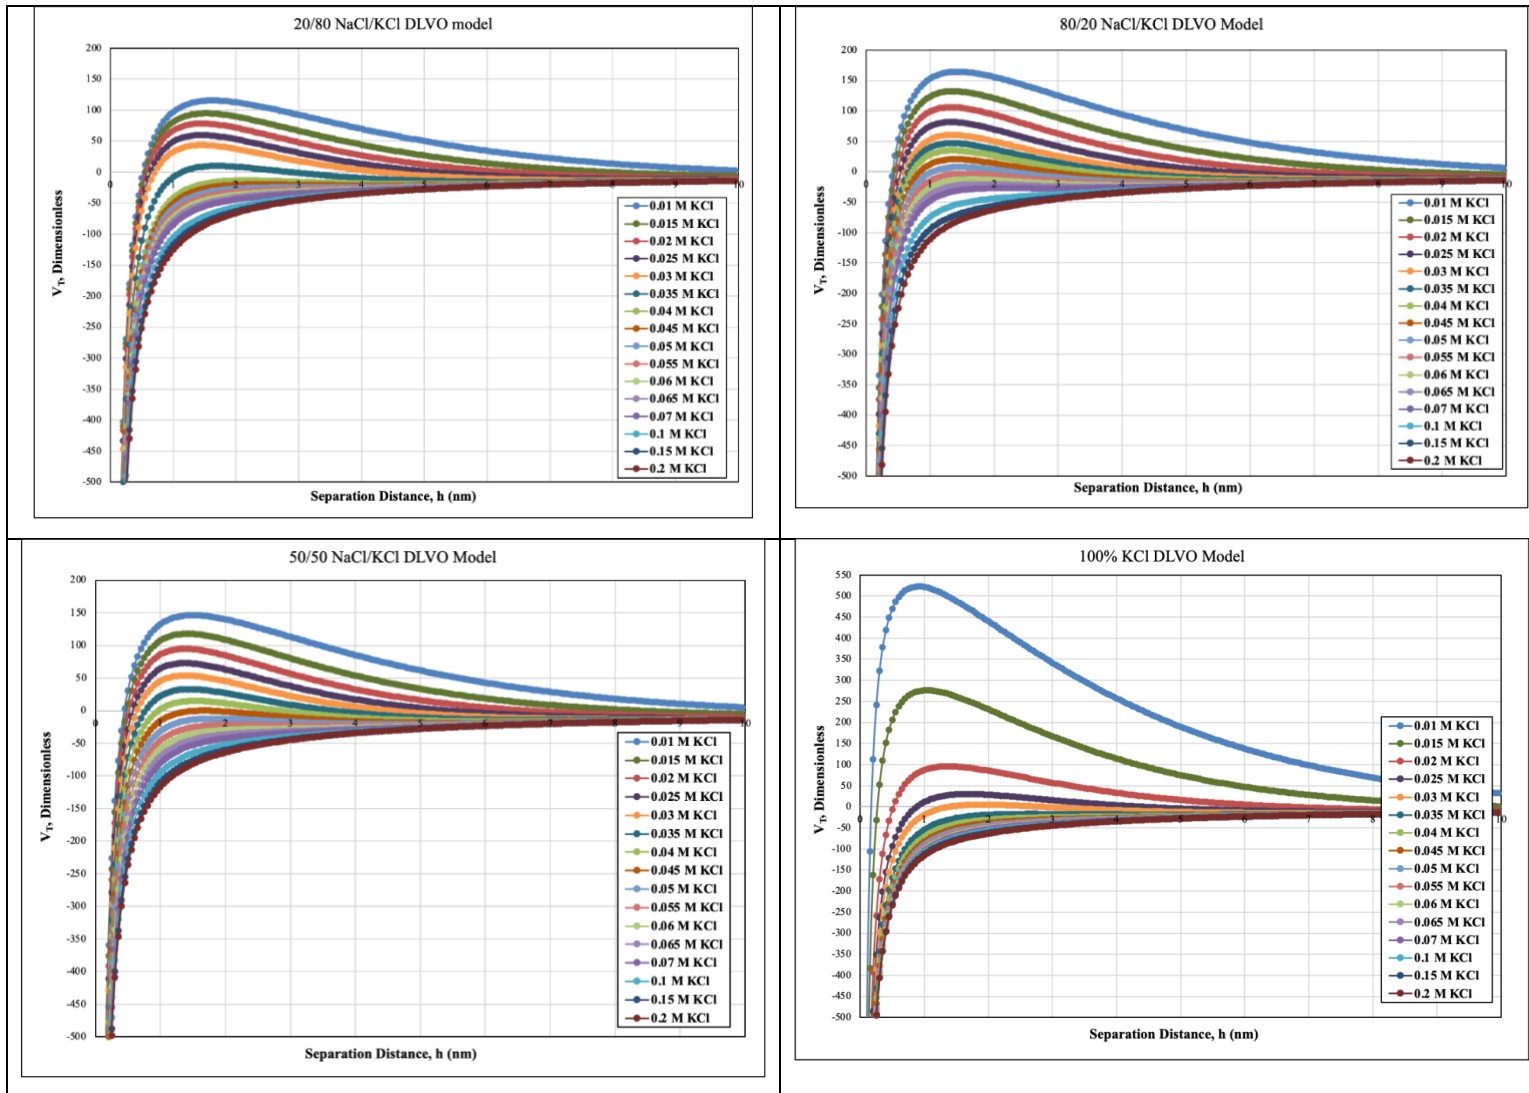 20/80 NaCl/KCl DLVO model
200
150
100
50
0
-50
-100
-150
-200
-250
-300
-350
-400
-450
-500
0
1
2
3
4
5
6
7
8
9
10
V_T, Dimensionless
Separation Distance, h (nm)
0.01 M KCl
0.015 M KCl
0.02 M KCl
0.025 M KCl
0.03 M KCl
0.035 M KCl
0.04 M KCl
0.045 M KCl
0.05 M KCl
0.055 M KCl
0.06 M KCl
0.065 M KCl
0.07 M KCl
0.1 M KCl
0.15 M KCl
0.2 M KCl
80/20 NaCl/KCl DLVO Model
200
150
100
50
0
-50
-100
-150
-200
-250
-300
-350
-400
-450
-500
0
1
2
3
4
5
6
7
8
9
10
V_T, Dimensionless
Separation Distance, h (nm)
0.01 M KCl
0.015 M KCl
0.02 M KCl
0.025 M KCl
0.03 M KCl
0.035 M KCl
0.04 M KCl
0.045 M KCl
0.05 M KCl
0.055 M KCl
0.06 M KCl
0.065 M KCl
0.07 M KCl
0.1 M KCl
0.15 M KCl
0.2 M KCl
50/50 NaCl/KCl DLVO Model
200
150
100
50
0
-50
-100
-150
-200
-250
-300
-350
-400
-450
-500
0
1
2
3
4
5
6
7
8
9
10
V_T, Dimensionless
Separation Distance, h (nm)
0.01 M KCl
0.015 M KCl
0.02 M KCl
0.025 M KCl
0.03 M KCl
0.035 M KCl
0.04 M KCl
0.045 M KCl
0.05 M KCl
0.055 M KCl
0.06 M KCl
0.065 M KCl
0.07 M KCl
0.1 M KCl
0.15 M KCl
0.2 M KCl
100% KCl DLVO Model
550
500
450
400
350
300
250
200
150
100
50
0
-50
-100
-150
-200
-250
-300
-350
-400
-450
-500
0
1
2
3
4
5
6
7
8
9
10
V_T, Dimensionless
Separation Distance, h (nm)
0.01 M KCl
0.015 M KCl
0.02 M KCl
0.025 M KCl
0.03 M KCl
0.035 M KCl
0.04 M KCl
0.045 M KCl
0.05 M KCl
0.055 M KCl
0.06 M KCl
0.065 M KCl
0.07 M KCl
0.1 M KCl
0.15 M KCl
0.2 M KCl